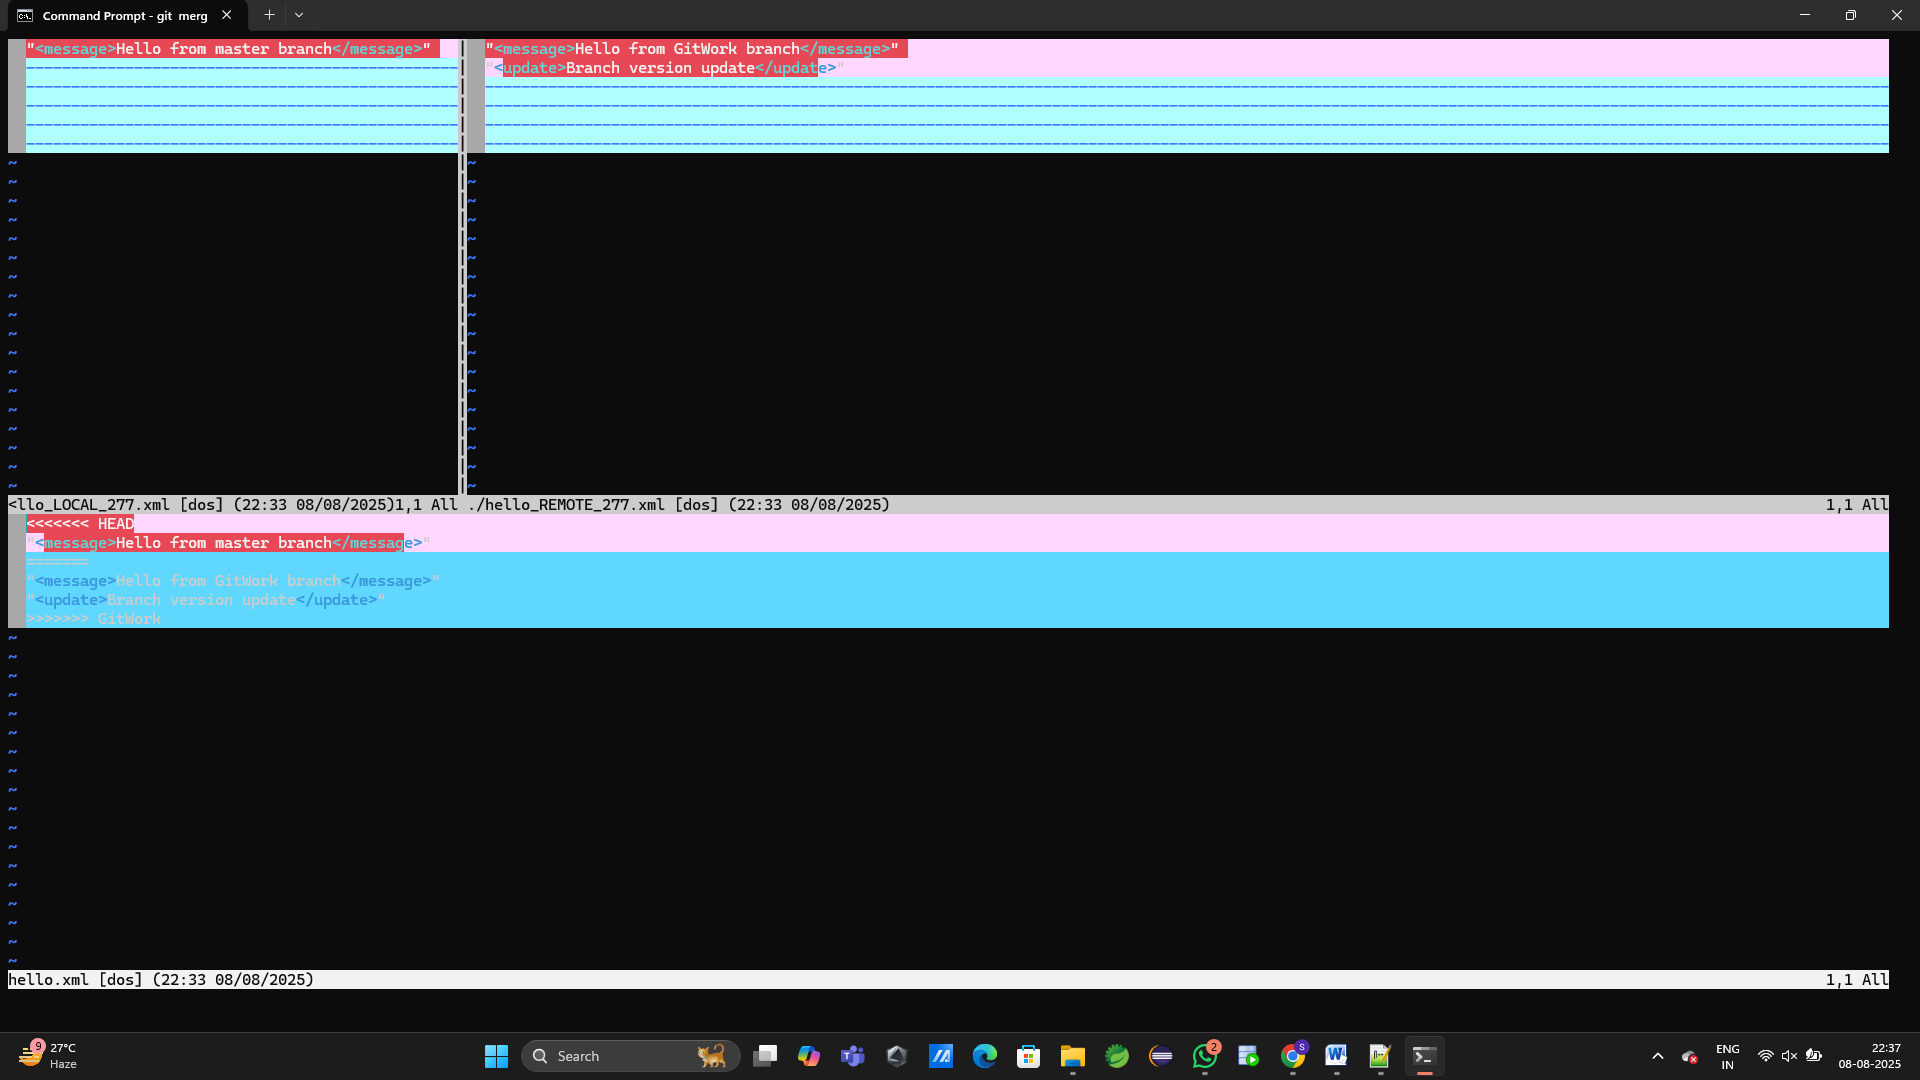 Command Prompt - git  merg
"<message>Hello from master branch</message>"
"<message>Hello from GitWork branch</message>"
"<update>Branch version update</update>"
<llo_LOCAL_277.xml [dos] (22:33 08/08/2025)1,1 All ./hello_REMOTE_277.xml [dos] (22:33 08/08/2025) 1,1 All
<<<<<<< HEAD
"<message>Hello from master branch</message>"
=======
"<message>Hello from GitWork branch</message>"
"<update>Branch version update</update>"
>>>>>>> GitWork
hello.xml [dos] (22:33 08/08/2025) 1,1 All
9
27°C
Haze
Search
2
S
ENG
IN
22:37
08-08-2025